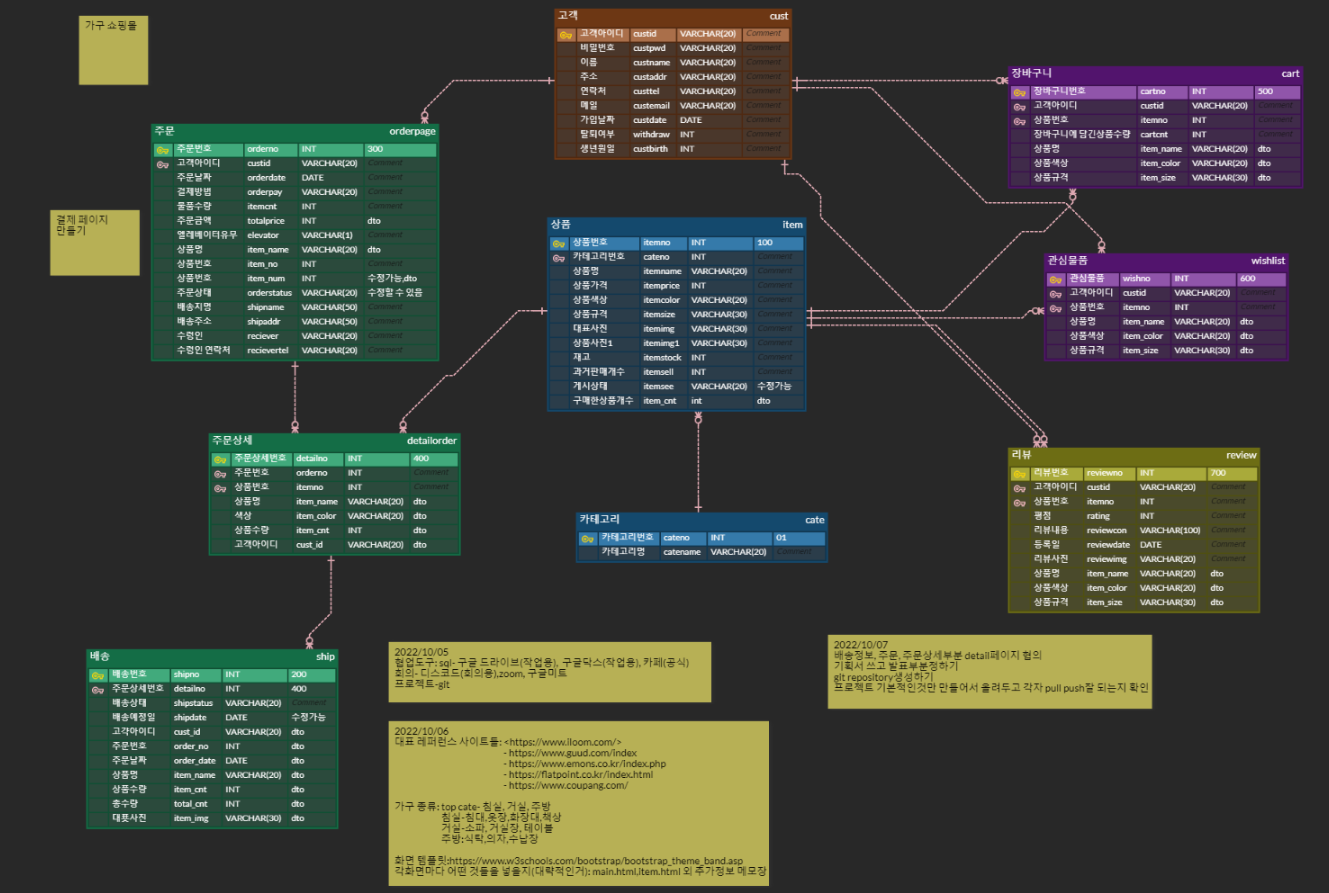 가구 쇼핑몰
결제 페이지
만들기
고객 cust
고객아이디 custid VARCHAR(20) Comment
비밀번호 custpwd VARCHAR(20) Comment
이름 custname VARCHAR(20) Comment
주소 custaddr VARCHAR(20) Comment
연락처 custtel VARCHAR(20) Comment
메일 custemail VARCHAR(20) Comment
가입날짜 custdate DATE Comment
탈퇴여부 withdraw INT Comment
생년월일 custbirth INT Comment
장바구니 cart
장바구니번호 cartno INT 500
고객아이디 custid VARCHAR(20) Comment
상품번호 itemno INT Comment
장바구니에 담긴상품수량 cartcnt INT Comment
상품명 item_name VARCHAR(20) dto
상품색상 item_color VARCHAR(20) dto
상품규격 item_size VARCHAR(30) dto
주문 orderpage
주문번호 orderno INT 300
고객아이디 custid VARCHAR(20) Comment
주문날짜 orderdate DATE Comment
결제방법 orderpay VARCHAR(20) Comment
물품수량 itemcnt INT Comment
주문금액 totalprice INT dto
엘레베이터유무 elevator VARCHAR(1) Comment
상품명 item_name VARCHAR(20) dto
상품번호 item_no INT Comment
상품번호 item_num INT 수정가능,dto
주문상태 orderstatus VARCHAR(20) 수정할 수 있음
배송지명 shipname VARCHAR(50) Comment
배송주소 shipaddr VARCHAR(50) Comment
수령인 reciever VARCHAR(20) Comment
수령인 연락처 recievertel VARCHAR(20) Comment
상품 item
상품번호 itemno INT 100
카테고리번호 cateno INT Comment
상품명 itemname VARCHAR(20) Comment
상품가격 itemprice INT Comment
상품색상 itemcolor VARCHAR(20) Comment
상품규격 itemsize VARCHAR(30) Comment
대표사진 itemimg VARCHAR(30) Comment
상품사진1 itemimg1 VARCHAR(30) Comment
재고 itemstock INT Comment
과거판매개수 itemsell INT Comment
게시상태 itemsee VARCHAR(20) 수정가능
구매한상품개수 item_cnt int dto
관심물품 wishlist
관심물품 wishno INT 600
고객아이디 custid VARCHAR(20) Comment
상품번호 itemno INT Comment
상품명 item_name VARCHAR(20) dto
상품색상 item_color VARCHAR(20) dto
상품규격 item_size VARCHAR(30) dto
주문상세 detailorder
주문상세번호 detailno INT 400
주문번호 orderno INT Comment
상품번호 itemno INT Comment
상품명 item_name VARCHAR(20) dto
색상 item_color VARCHAR(20) dto
상품수량 item_cnt INT dto
고객아이디 cust_id VARCHAR(20) dto
카테고리 cate
카테고리번호 cateno INT 01
카테고리명 catename VARCHAR(20) Comment
리뷰 review
리뷰번호 reviewno INT 700
고객아이디 custid VARCHAR(20) Comment
상품번호 itemno INT Comment
평점 rating INT Comment
리뷰내용 reviewcon VARCHAR(100) Comment
등록일 reviewdate DATE Comment
리뷰사진 reviewimg VARCHAR(20) Comment
상품명 item_name VARCHAR(20) dto
상품색상 item_color VARCHAR(20) dto
상품규격 item_size VARCHAR(30) dto
배송 ship
배송번호 shipno INT 200
주문상세번호 detailno INT 400
배송상태 shipstatus VARCHAR(20) Comment
배송예정일 shipdate DATE 수정가능
고객아이디 cust_id VARCHAR(20) dto
주문번호 order_no INT dto
주문날짜 order_date DATE dto
상품명 item_name VARCHAR(20) dto
상품수량 item_cnt INT dto
총수량 total_cnt INT dto
대푯사진 item_img VARCHAR(30) dto
2022/10/05
협업도구: sql- 구글 드라이브(작업용), 구글닥스(작업용), 카페(공식)
회의- 디스코드(회의용),zoom, 구글미트
프로젝트-git
2022/10/06
대표 레퍼런스 사이트들: <https://www.iloom.com/>
- https://www.guud.com/index
- https://www.emons.co.kr/index.php
- https://flatpoint.co.kr/index.html
- https://www.coupang.com/
가구 종류: top cate- 침실, 거실, 주방
침실-침대,옷장,화장대,책상
거실-소파, 거실장, 테이블
주방:식탁,의자,수납장
화면 템플릿:https://www.w3schools.com/bootstrap/bootstrap_theme_band.asp
각화면마다 어떤 것들을 넣을지(대략적인거): main.html,item.html 외 추가정보 메모장
2022/10/07
배송정보, 주문, 주문상세부분 detail페이지 협의
기획서 쓰고 발표부분정하기
git repository생성하기
프로젝트 기본적인것만 만들어서 올려두고 각자 pull push잘 되는지 확인